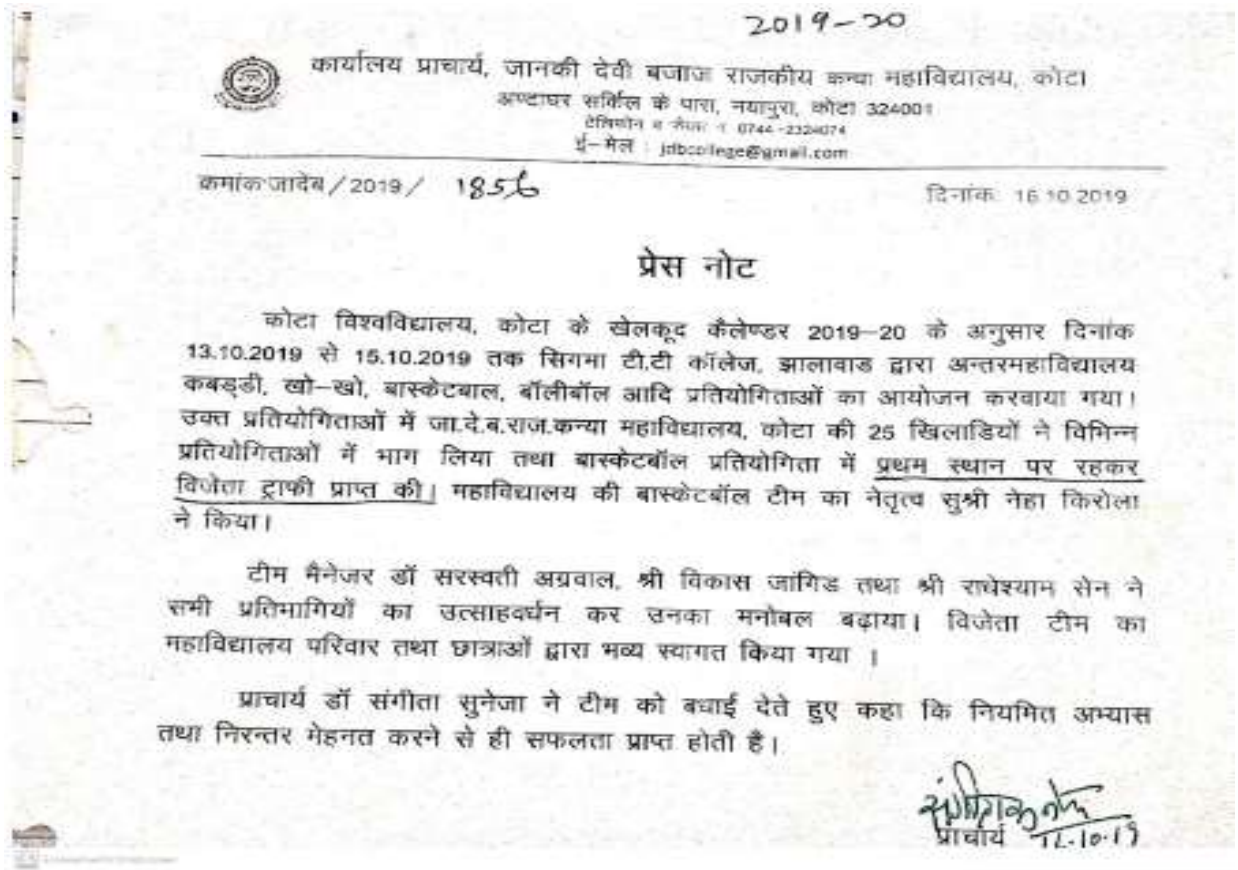 2019-20
कार्यालय प्राचार्य, जानकी देवी बजाज राजकीय कन्या महाविद्यालय, कोटा
अण्टाघर सर्किल के पास, नयापुरा, कोटा 324001
0744-2324074
ई-मेल : jdbcollege@gmail.com
कमांक:जादेब/2019/ 1856 दिनांक: 16.10.2019
प्रेस नोट
कोटा विश्वविद्यालय, कोटा के खेलकूद कैलेण्डर 2019-20 के अनुसार दिनांक
13.10.2019 से 15.10.2019 तक सिगमा टी.टी कॉलेज, झालावाड द्वारा अन्तरमहाविद्यालय
कबड्डी, खो-खो, बास्केटबाल, बॉलीबॉल आदि प्रतियोगिताओं का आयोजन करवाया गया।
उक्त प्रतियोगिताओं में जा.दे.ब.राज.कन्या महाविद्यालय, कोटा की 25 खिलाडियों ने विभिन्न
प्रतियोगिताओं में भाग लिया तथा बास्केटबॉल प्रतियोगिता में प्रथम स्थान पर रहकर
विजेता ट्राफी प्राप्त की। महाविद्यालय की बास्केटबॉल टीम का नेतृत्व सुश्री नेहा किरोला
ने किया।
टीम मैनेजर डॉ सरस्वती अग्रवाल, श्री विकास जांगिड तथा श्री राधेश्याम सेन ने
सभी प्रतिभागियों का उत्साहवर्धन कर उनका मनोबल बढ़ाया। विजेता टीम का
महाविद्यालय परिवार तथा छात्राओं द्वारा भव्य स्वागत किया गया ।
प्राचार्य डॉ संगीता सुनेजा ने टीम को बधाई देते हुए कहा कि नियमित अभ्यास
तथा निरन्तर मेहनत करने से ही सफलता प्राप्त होती है।
प्राचार्य